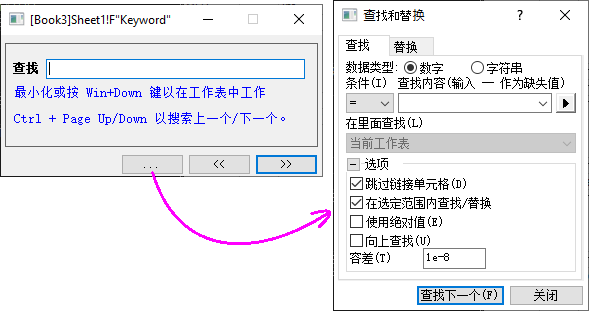 [Book3]Sheet1!F"Keyword"
查找
最小化或按 Win+Down 键以在工作表中工作
Ctrl + Page Up/Down 以搜索上一个/下一个。
...
<<
>>
查找和替换
查找
替换
数据类型:
数字
字符串
条件(I)
查找内容(输入 — 作为缺失值)
=
在里面查找(L)
当前工作表
选项
跳过链接单元格(D)
在选定范围内查找/替换
使用绝对值(E)
向上查找(U)
容差(T)
1e-8
查找下一个(F)
关闭